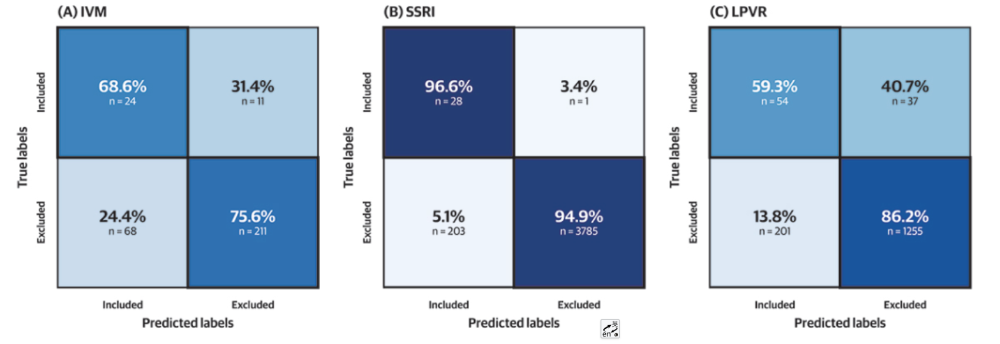 (A) IVM
True labels
Included
Excluded
68.6%
n = 24
31.4%
n = 11
24.4%
n = 68
75.6%
n = 211
Included
Excluded
Predicted labels
(B) SSRI
True labels
Included
Excluded
96.6%
n = 28
3.4%
n = 1
5.1%
n = 203
94.9%
n = 3785
Included
Excluded
Predicted labels
英
en
(C) LPVR
True labels
Included
Excluded
59.3%
n = 54
40.7%
n = 37
13.8%
n = 201
86.2%
n = 1255
Included
Excluded
Predicted labels